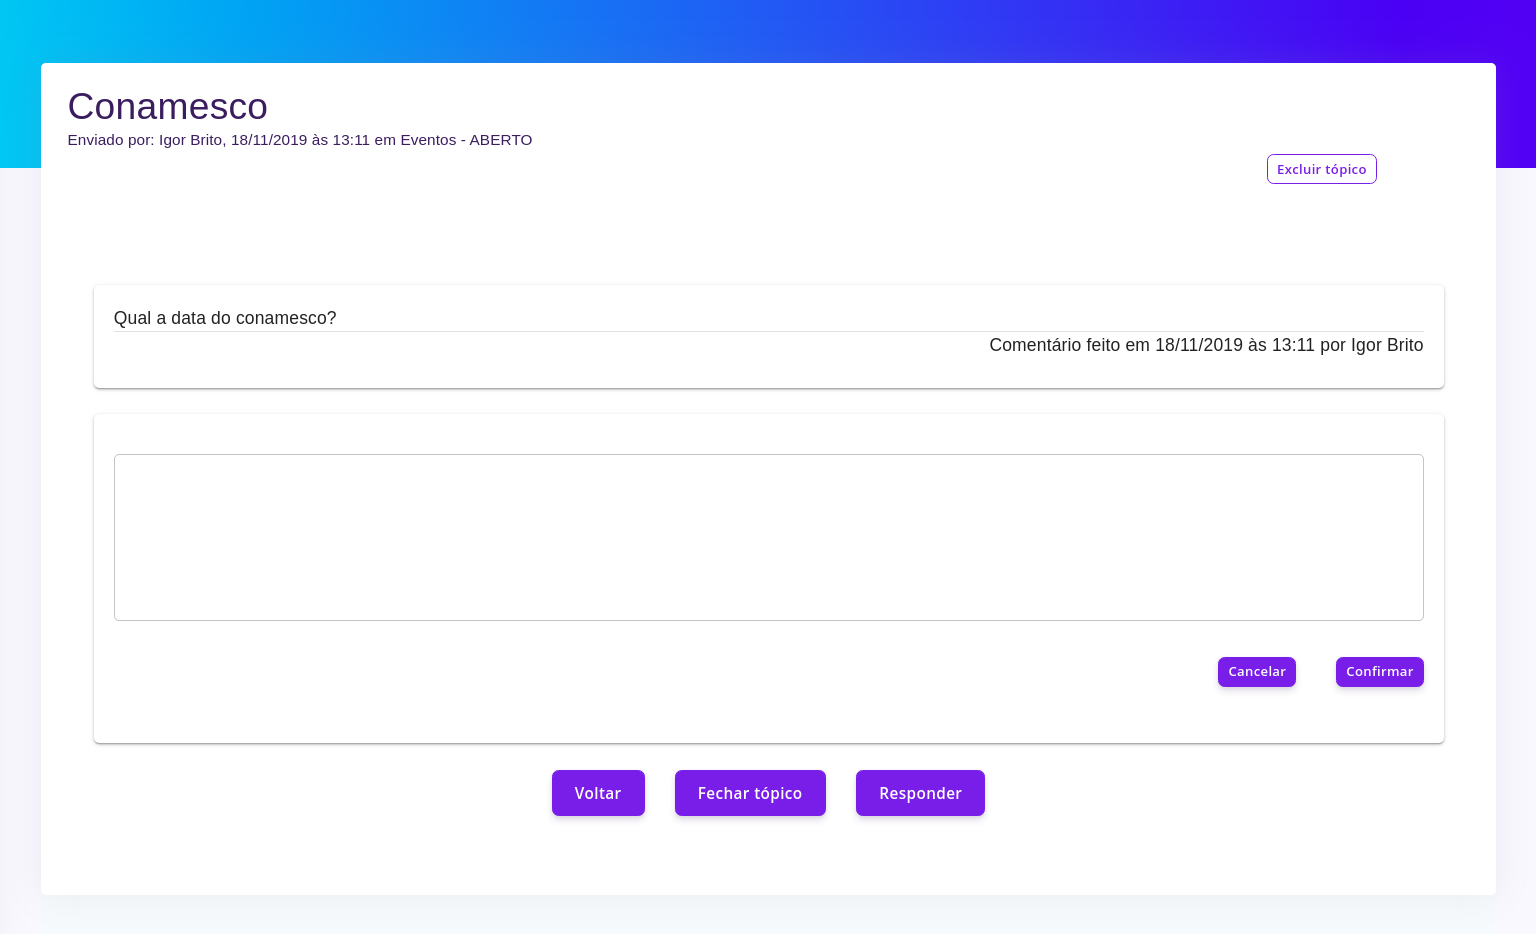 Conamesco
Enviado por: Igor Brito, 18/11/2019 às 13:11 em Eventos - ABERTO
Excluir tópico
Qual a data do conamesco?
Comentário feito em 18/11/2019 às 13:11 por Igor Brito
Cancelar
Confirmar
Voltar
Fechar tópico
Responder